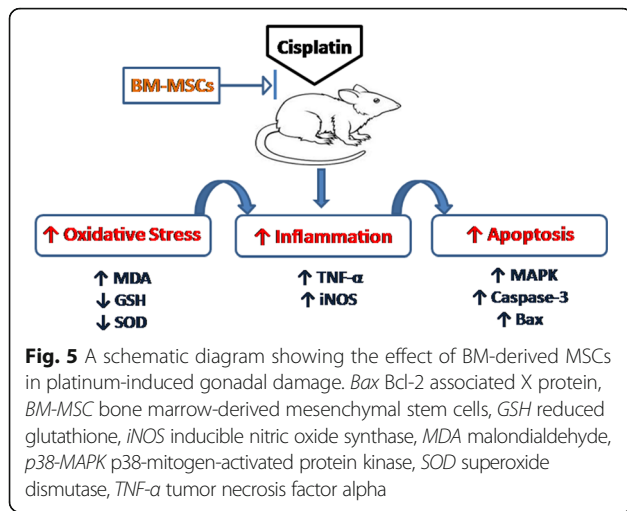 Cisplatin
BM-MSCs
↑ Oxidative Stress
↑ Inflammation
↑ Apoptosis
↑ MDA
↓ GSH
↓ SOD
↑ TNF-α
↑ iNOS
↑ MAPK
↑ Caspase-3
↑ Bax
Fig. 5 A schematic diagram showing the effect of BM-derived MSCs
in platinum-induced gonadal damage. Bax Bcl-2 associated X protein,
BM-MSC bone marrow-derived mesenchymal stem cells, GSH reduced
glutathione, iNOS inducible nitric oxide synthase, MDA malondialdehyde,
p38-MAPK p38-mitogen-activated protein kinase, SOD superoxide
dismutase, TNF-α tumor necrosis factor alpha